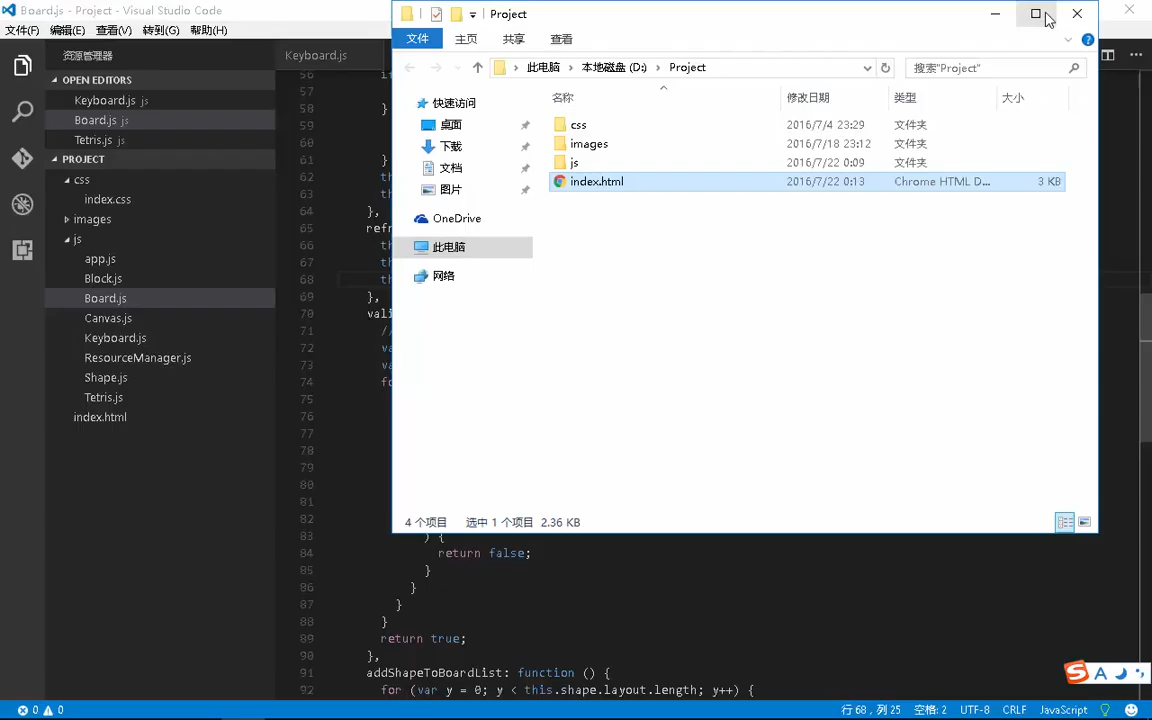 Board.js - Project - Visual Studio Code
文件(F) 编辑(E) 查看(V) 转到(G) 帮助(H)
资源管理器
OPEN EDITORS
Keyboard.js js
Board.js js
Tetris.js js
PROJECT
css
index.css
images
js
app.js
Block.js
Board.js
Canvas.js
Keyboard.js
ResourceManager.js
Shape.js
Tetris.js
index.html
Keyboard.js
Project
文件 主页 共享 查看
此电脑 本地磁盘 (D:) Project
搜索"Project"
快速访问
桌面
下载
文档
图片
OneDrive
此电脑
网络
名称 修改日期 类型 大小
css 2016/7/4 23:29 文件夹
images 2016/7/18 23:12 文件夹
js 2016/7/22 0:09 文件夹
index.html 2016/7/22 0:13 Chrome HTML D... 3 KB
4 个项目 选中 1 个项目 2.36 KB
56
57
58 }
59
60
61 }
62 th
63 th
64 },
65 refr
66 th
67 th
68 th
69 },
70 vali
71 //
72 va
73 va
74 fo
75
76
77
78
79
80
81
82
83 ) {
84 return false;
85 }
86 }
87 }
88 }
89 return true;
90 },
91 addShapeToBoardList: function () {
92 for (var y = 0; y < this.shape.layout.length; y++) {
0 0
行 68，列 25 空格: 2 UTF-8 CRLF JavaScript
S A